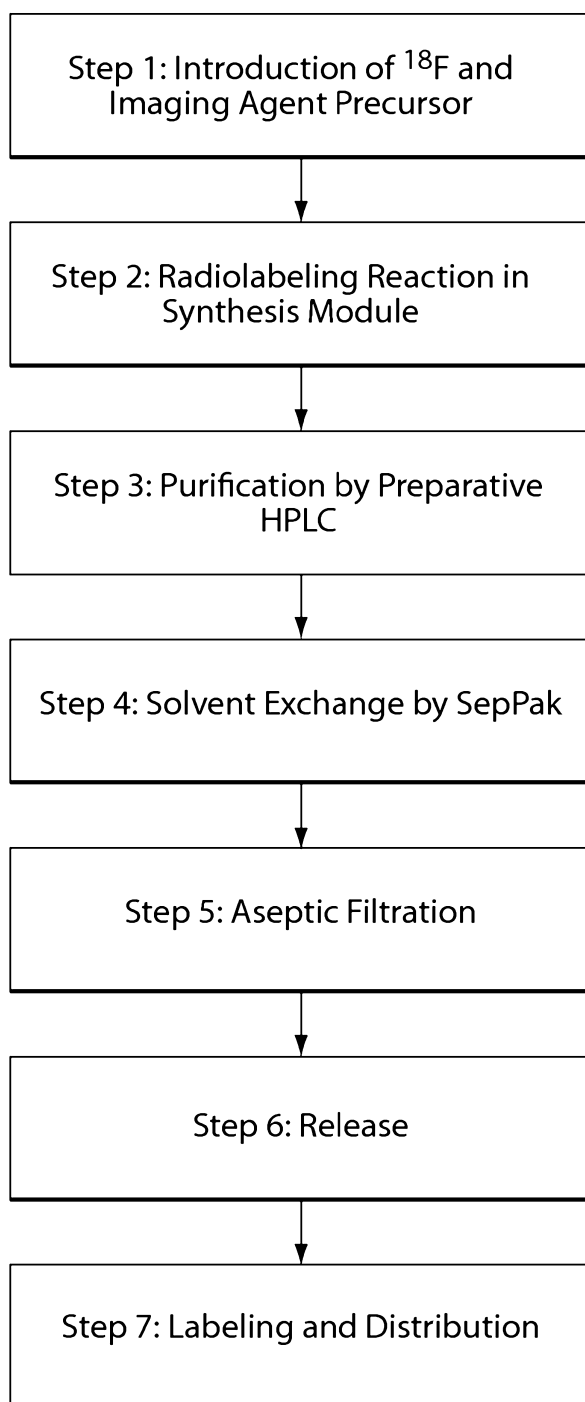 Step 1: Introduction of ¹⁸F and
Imaging Agent Precursor
Step 2: Radiolabeling Reaction in
Synthesis Module
Step 3: Purification by Preparative
HPLC
Step 4: Solvent Exchange by SepPak
Step 5: Aseptic Filtration
Step 6: Release
Step 7: Labeling and Distribution